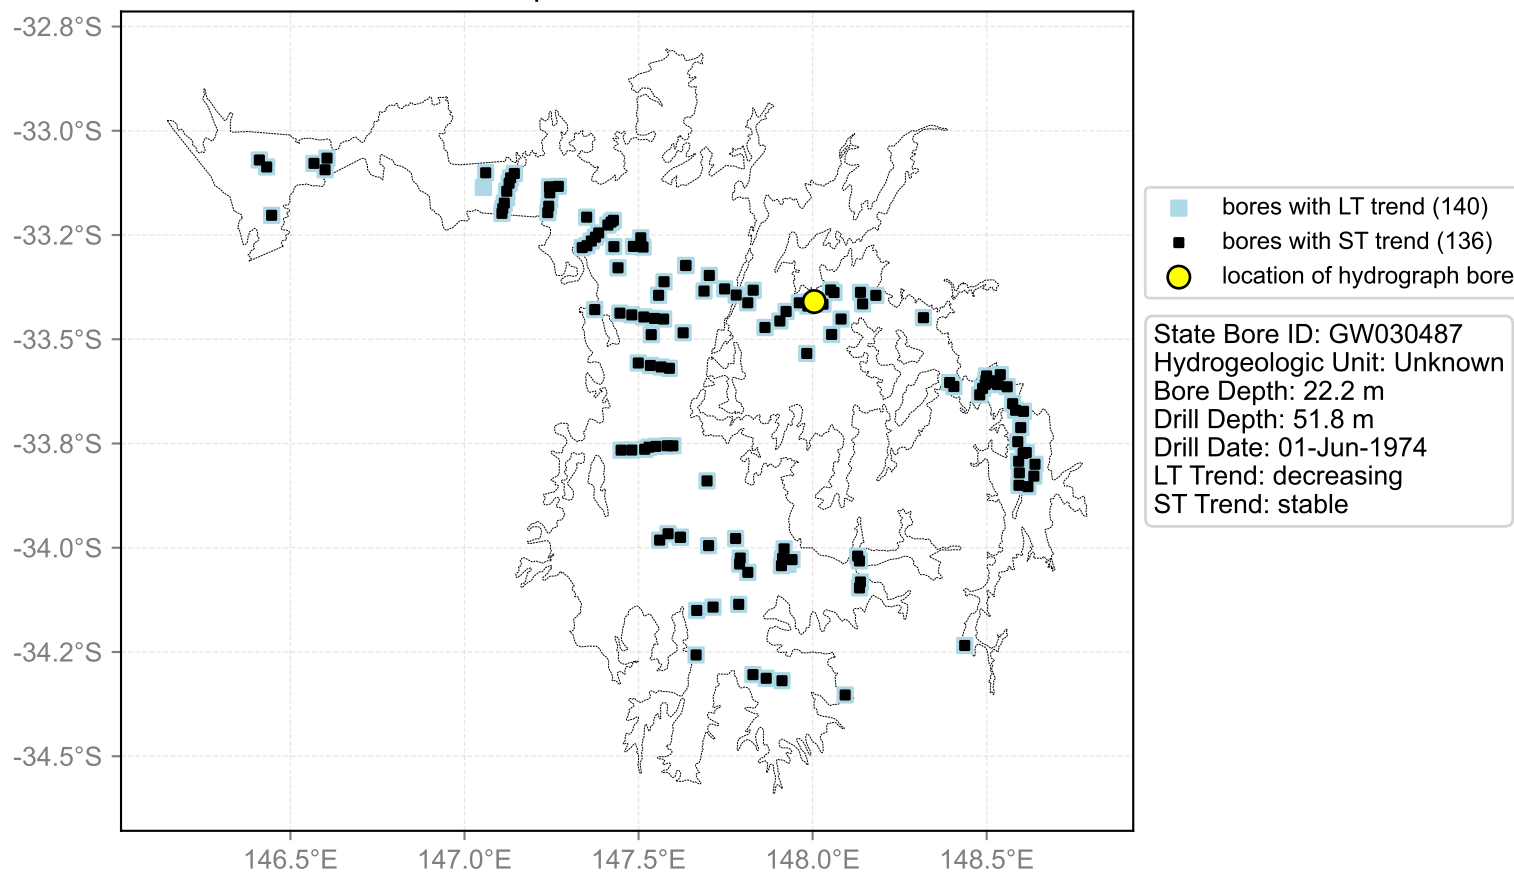 -32.8°S
-33.0°S
-33.2°S
-33.5°S
-33.8°S
-34.0°S
-34.2°S
-34.5°S
146.5°E
147.0°E
147.5°E
148.0°E
148.5°E
bores with LT trend (140)
bores with ST trend (136)
location of hydrograph bore
State Bore ID: GW030487
Hydrogeologic Unit: Unknown
Bore Depth: 22.2 m
Drill Depth: 51.8 m
Drill Date: 01-Jun-1974
LT Trend: decreasing
ST Trend: stable